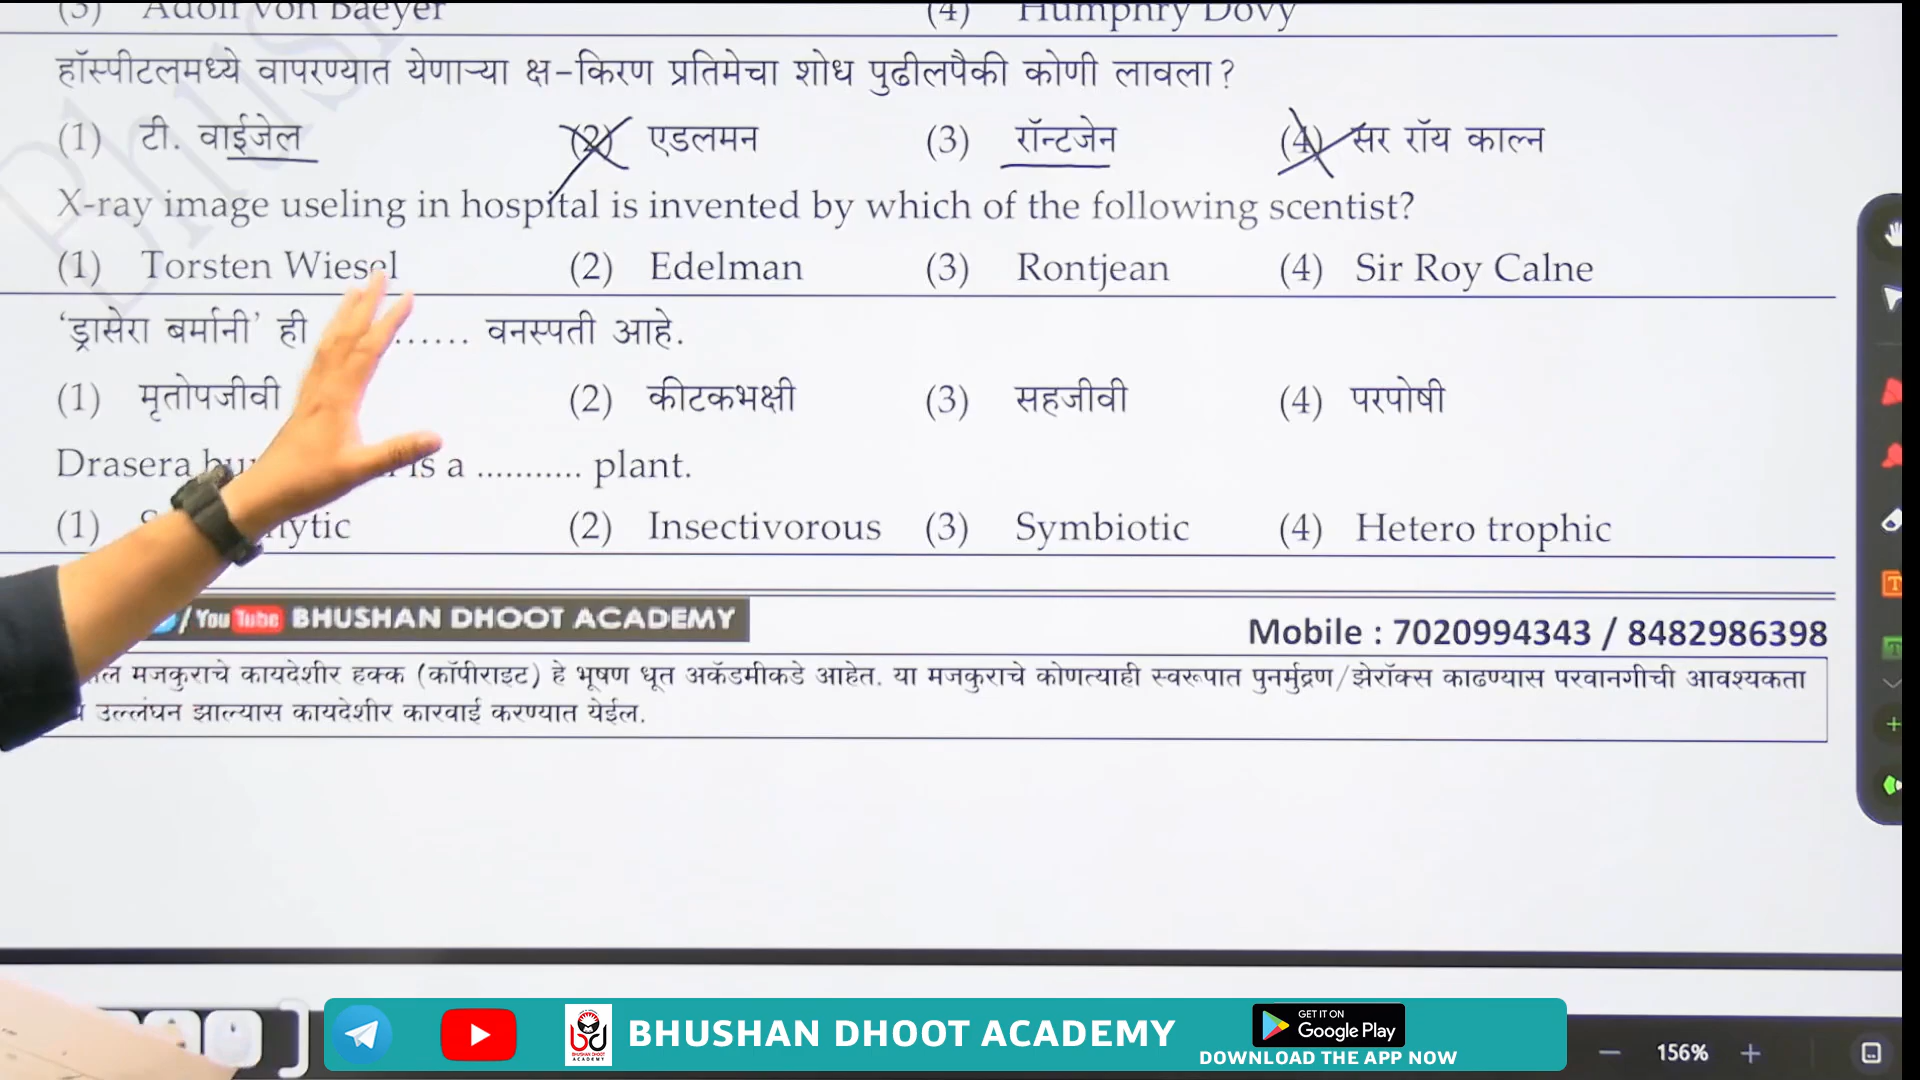 (3) Adolf Von Baeyer (4) Humphry Dovy
हॉस्पीटलमध्ये वापरण्यात येणाऱ्या क्ष-किरण प्रतिमेचा शोध पुढीलपैकी कोणी लावला?
(1) टी. वाईजेल (2) एडलमन (3) रॉन्टजेन (4) सर रॉय काल्न
X-ray image useling in hospital is invented by which of the following scentist?
(1) Torsten Wiesel (2) Edelman (3) Rontjean (4) Sir Roy Calne
'ड्रासेरा बर्मानी' ही ...... वनस्पती आहे.
(1) मृतोपजीवी (2) कीटकभक्षी (3) सहजीवी (4) परपोषी
Drasera is a ........... plant.
(1) (2) Insectivorous (3) Symbiotic (4) Hetero trophic
/ YouTube BHUSHAN DHOOT ACADEMY
Mobile : 7020994343 / 8482986398
मजकुराचे कायदेशीर हक्क (कॉपीराइट) हे भूषण धूत अकॅडमीकडे आहेत. या मजकुराचे कोणत्याही स्वरूपात पुनर्मुद्रण/झेरॉक्स काढण्यास परवानगीची आवश्यकता
उल्लंघन झाल्यास कायदेशीर कारवाई करण्यात येईल.
BHUSHAN DHOOT ACADEMY
GET IT ON
Google Play
DOWNLOAD THE APP NOW
156%